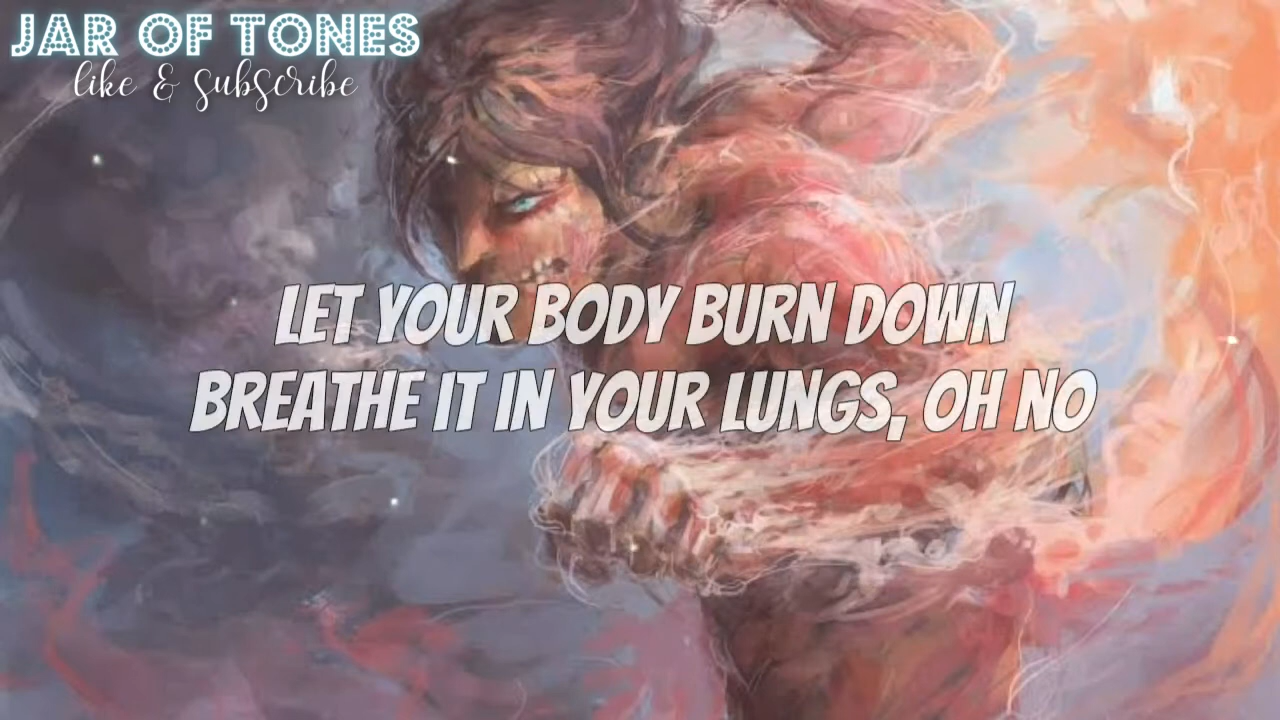 JAR OF TONES
like & subscribe
LET YOUR BODY BURN DOWN
BREATHE IT IN YOUR LUNGS, OH NO